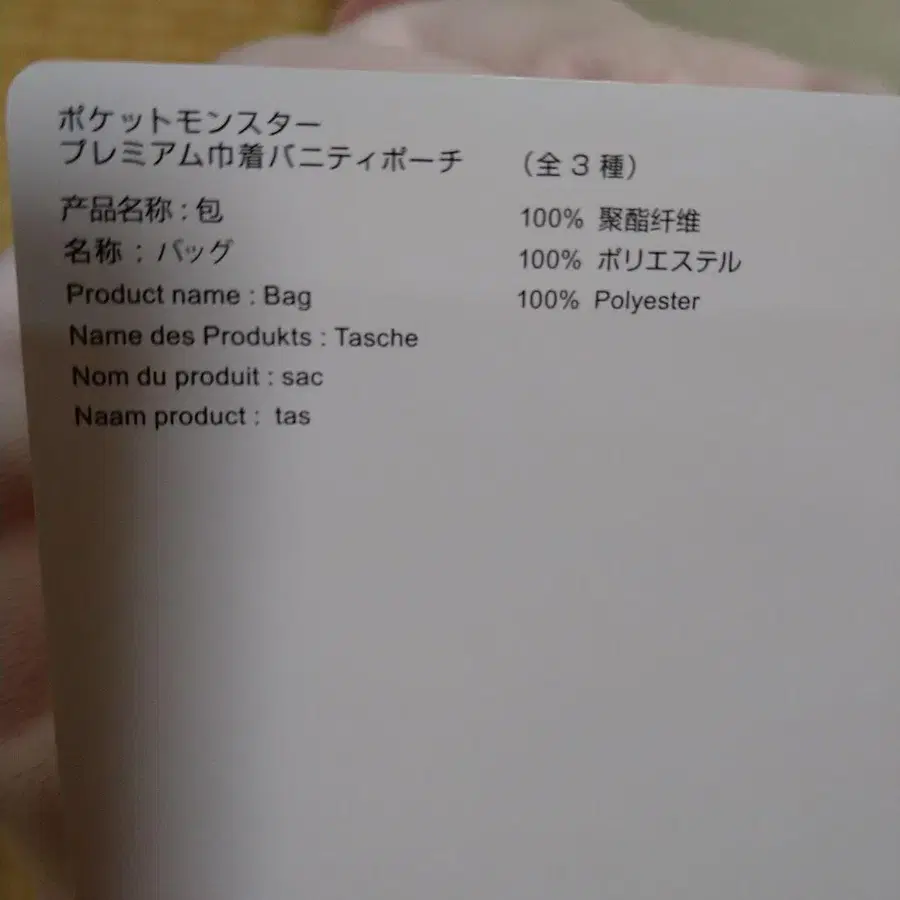 ポケットモンスター
プレミアム巾着バニティポーチ （全 3 種）
产品名称 : 包 100% 聚酯纤维
名称 : バッグ 100% ポリエステル
Product name : Bag 100% Polyester
Name des Produkts : Tasche
Nom du produit : sac
Naam product : tas